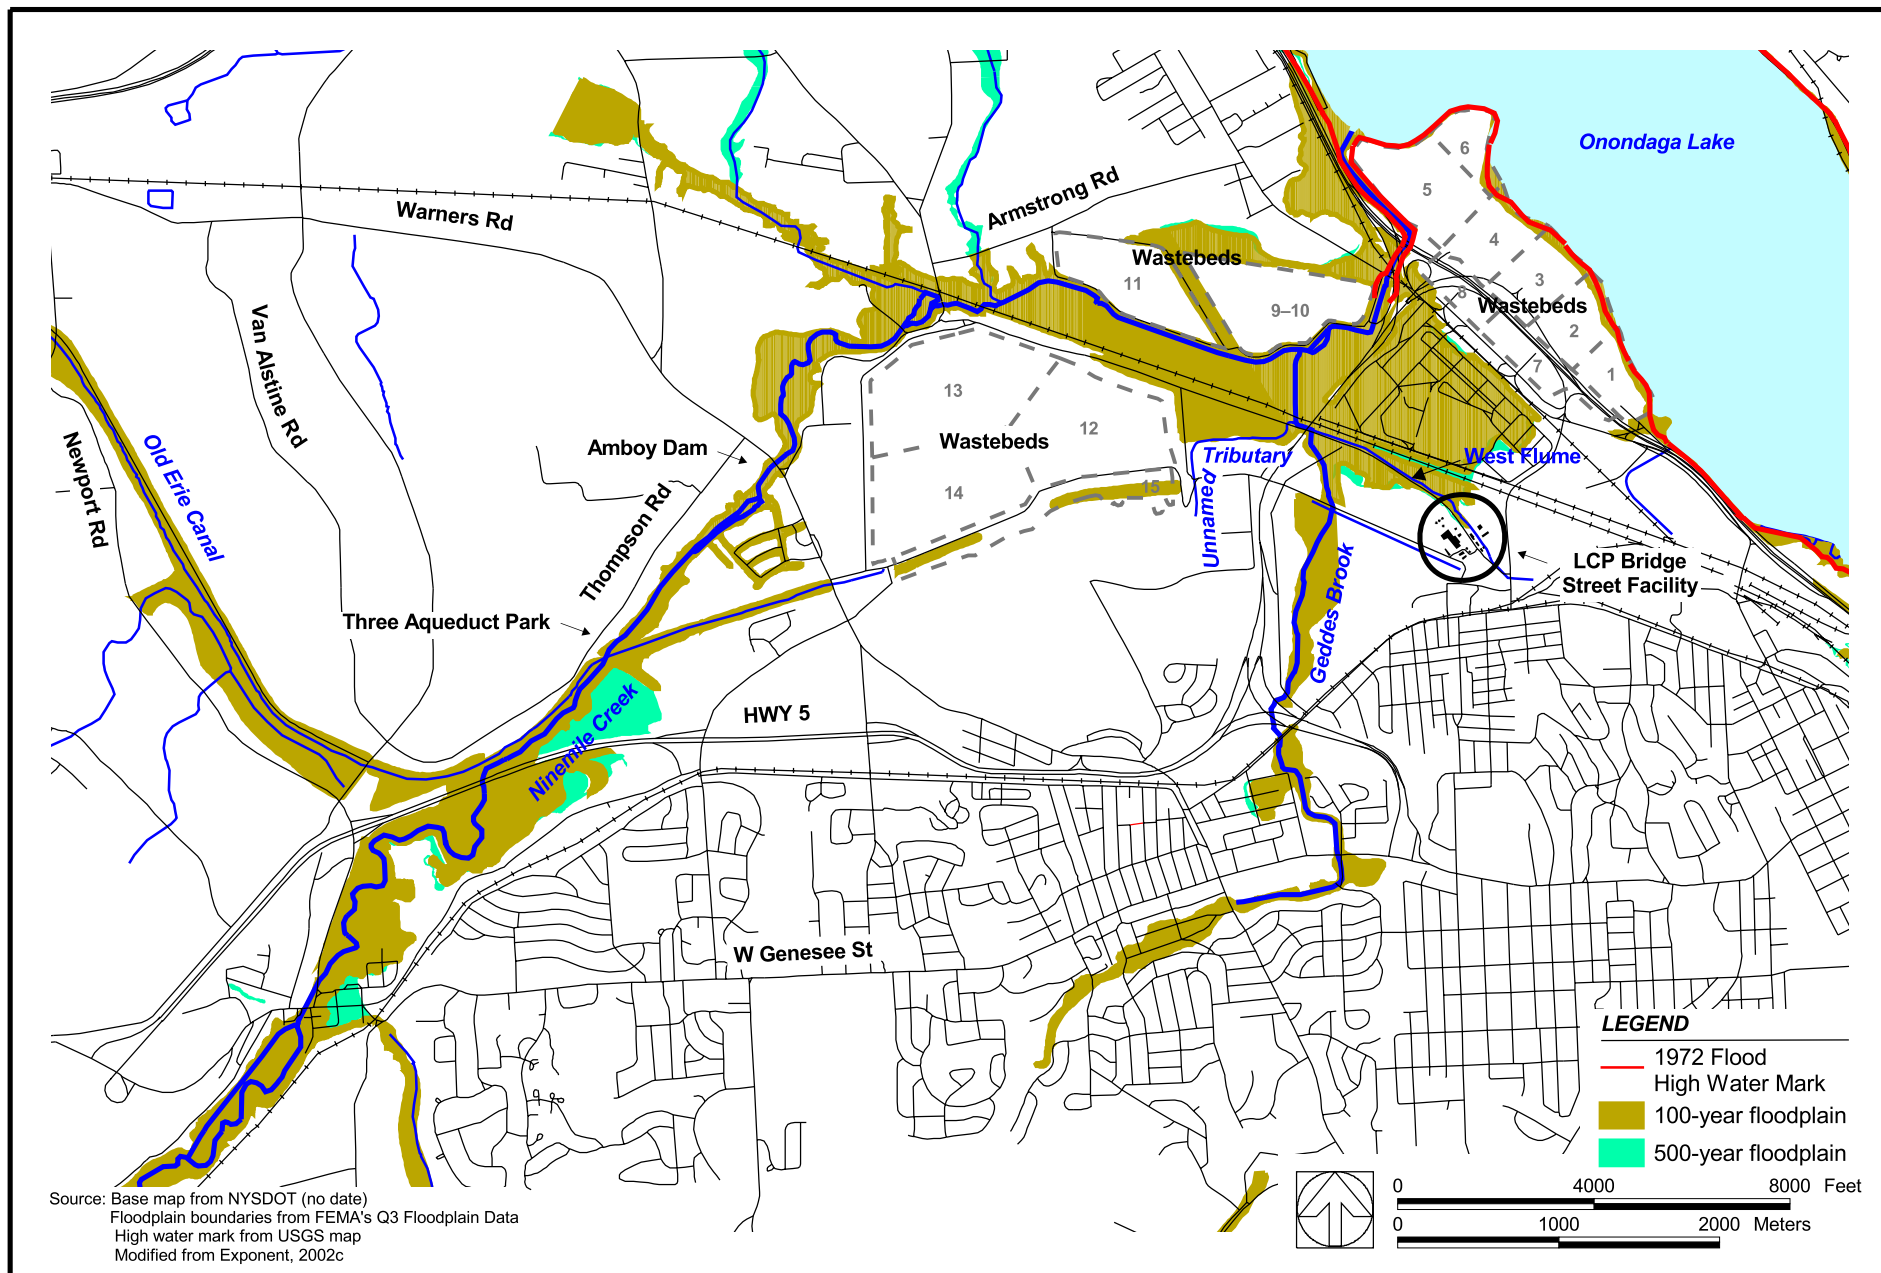 Onondaga Lake
6
5
4
3
8
Wastebeds
2
7
1
Armstrong Rd
Warners Rd
Wastebeds
11
9–10
Van Alstine Rd
Old Erie Canal
Newport Rd
13
12
Wastebeds
14
15
Amboy Dam
Thompson Rd
Tributary
Unnamed
West Flume
LCP Bridge
Street Facility
Geddes Brook
Three Aqueduct Park
Ninemile Creek
HWY 5
W Genesee St
LEGEND
1972 Flood
High Water Mark
100-year floodplain
500-year floodplain
0 4000 8000 Feet
0 1000 2000 Meters
Source: Base map from NYSDOT (no date)
Floodplain boundaries from FEMA's Q3 Floodplain Data
High water mark from USGS map
Modified from Exponent, 2002c